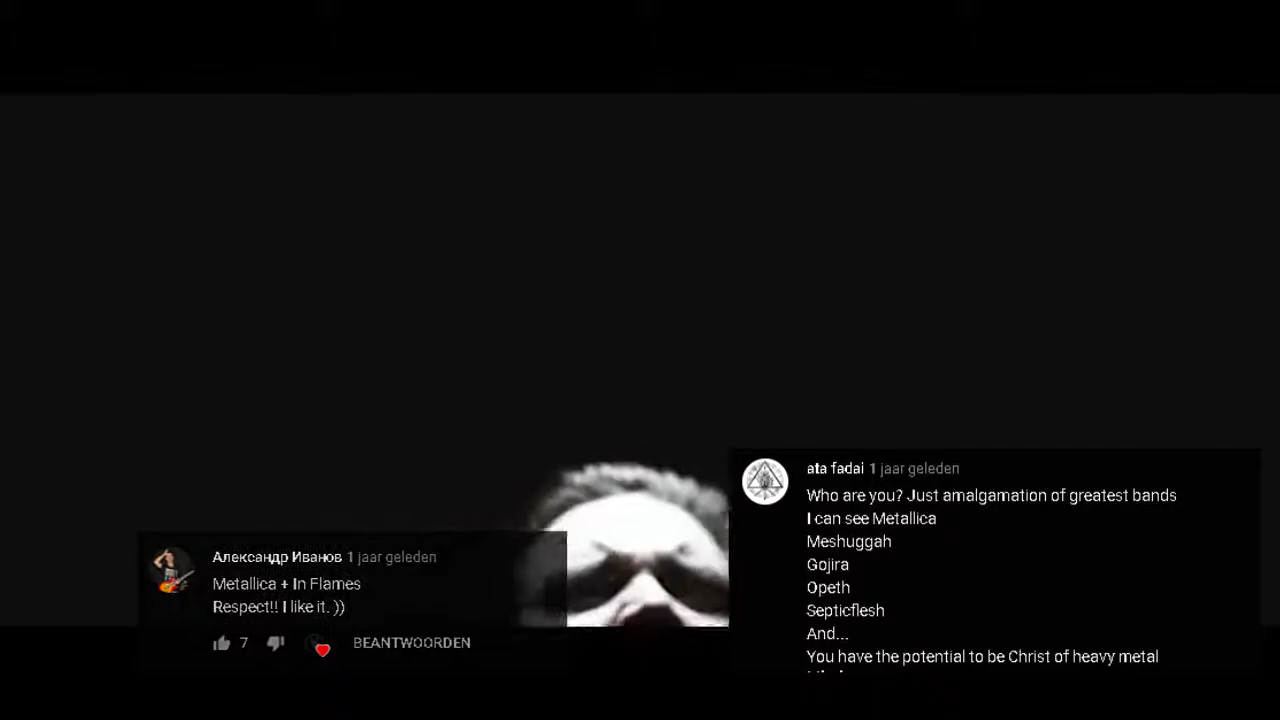 Александр Иванов 1 jaar geleden
Metallica + In Flames
Respect!! I like it. ))
7
BEANTWOORDEN
ata fadai 1 jaar geleden
Who are you? Just amalgamation of greatest bands
I can see Metallica
Meshuggah
Gojira
Opeth
Septicflesh
And...
You have the potential to be Christ of heavy metal